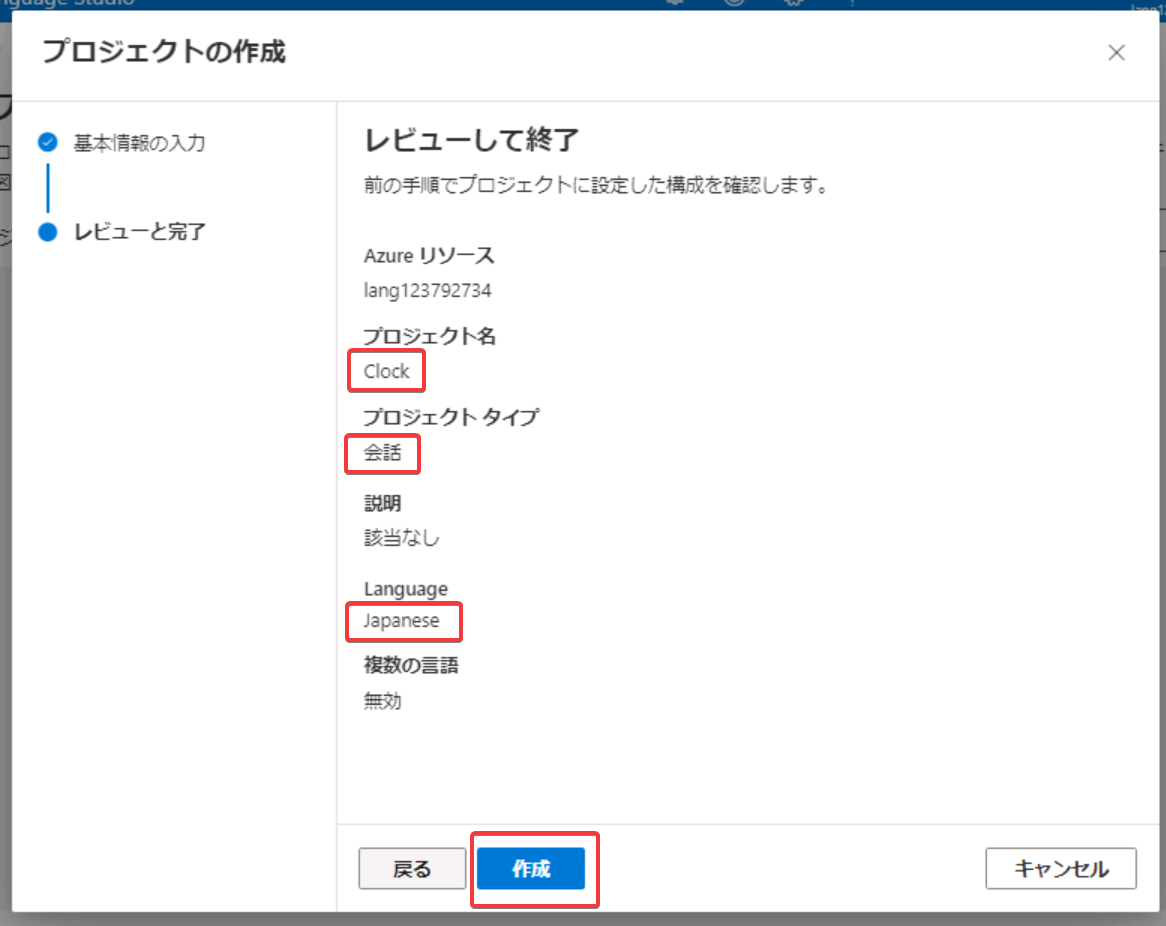 プロジェクトの作成
基本情報の入力
レビューと完了
レビューして終了
前の手順でプロジェクトに設定した構成を確認します。
Azure リソース
lang123792734
プロジェクト名
Clock
プロジェクト タイプ
会話
説明
該当なし
Language
Japanese
複数の言語
無効
戻る
作成
キャンセル